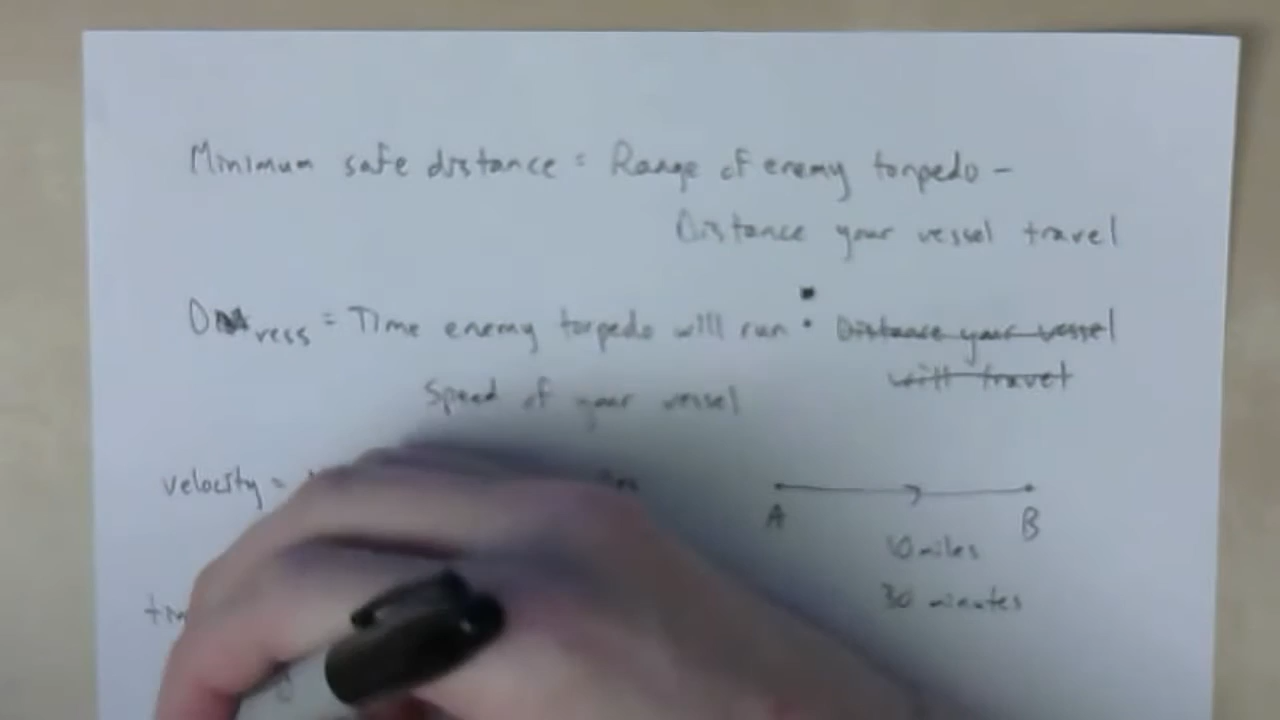 Minimum safe distance = Range of enemy torpedo -
Distance your vessel travel
vess = Time enemy torpedo will run · Distance your vessel
will travel
Speed of your vessel
velocity =
A B
10 miles
30 minutes